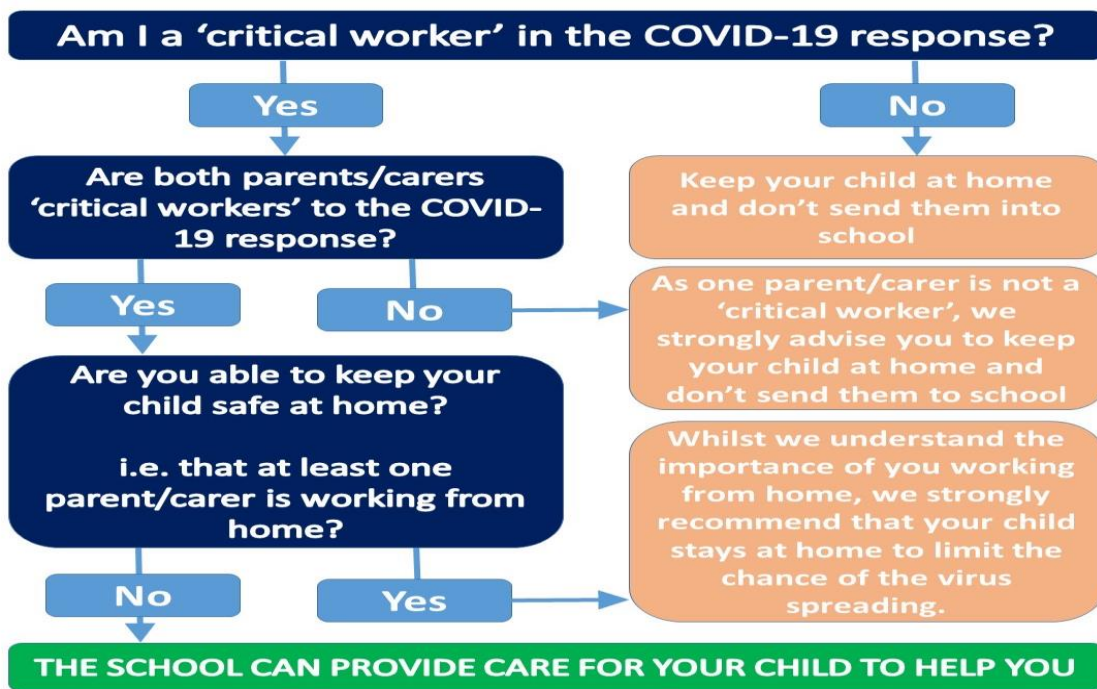 Am I a ‘critical worker’ in the COVID-19 response?
Yes
No
Are both parents/carers
‘critical workers’ to the COVID-
19 response?
Keep your child at home
and don’t send them into
school
Yes
No
As one parent/carer is not a
‘critical worker’, we
strongly advise you to keep
your child at home and
don’t send them to school
Are you able to keep your
child safe at home?
i.e. that at least one
parent/carer is working from
home?
Whilst we understand the
importance of you working
from home, we strongly
recommend that your child
stays at home to limit the
chance of the virus
spreading.
No
Yes
THE SCHOOL CAN PROVIDE CARE FOR YOUR CHILD TO HELP YOU